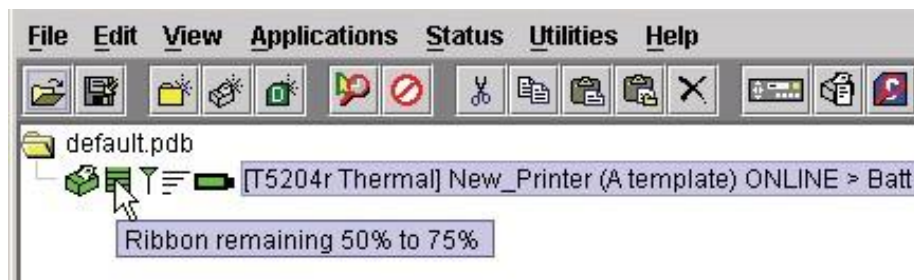 File Edit View Applications Status Utilities Help
default.pdb
[T5204r Thermal] New_Printer (A template) ONLINE > Batt
Ribbon remaining 50% to 75%